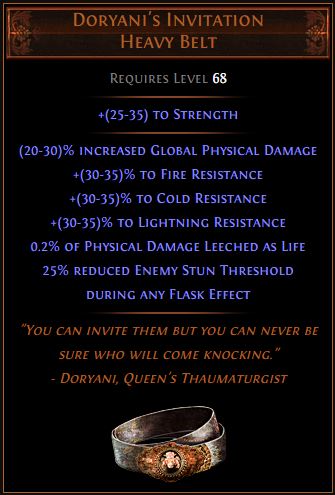 Doryani's Invitation
Heavy Belt
Requires Level 68
+(25-35) to Strength
(20-30)% increased Global Physical Damage
+(30-35)% to Fire Resistance
+(30-35)% to Cold Resistance
+(30-35)% to Lightning Resistance
0.2% of Physical Damage Leeched as Life
25% reduced Enemy Stun Threshold
during any Flask Effect
"You can invite them but you can never be
sure who will come knocking."
- Doryani, Queen's Thaumaturgist